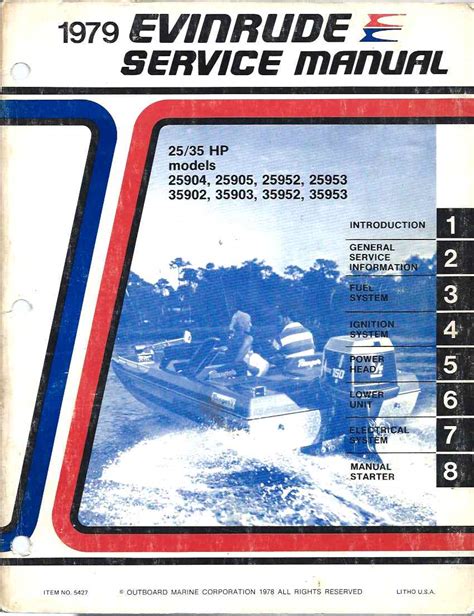 1979 EVINRUDE
SERVICE MANUAL
25/35 HP
models
25904, 25905, 25952, 25953
35902, 35903, 35952, 35953
INTRODUCTION 1
GENERAL
SERVICE
INFORMATION 2
FUEL
SYSTEM 3
IGNITION
SYSTEM 4
POWER
HEAD 5
LOWER
UNIT 6
ELECTRICAL
SYSTEM 7
MANUAL
STARTER 8
150
ITEM NO. 5427
© OUTBOARD MARINE CORPORATION 1978 ALL RIGHTS RESERVED
LITHO U.S.A.